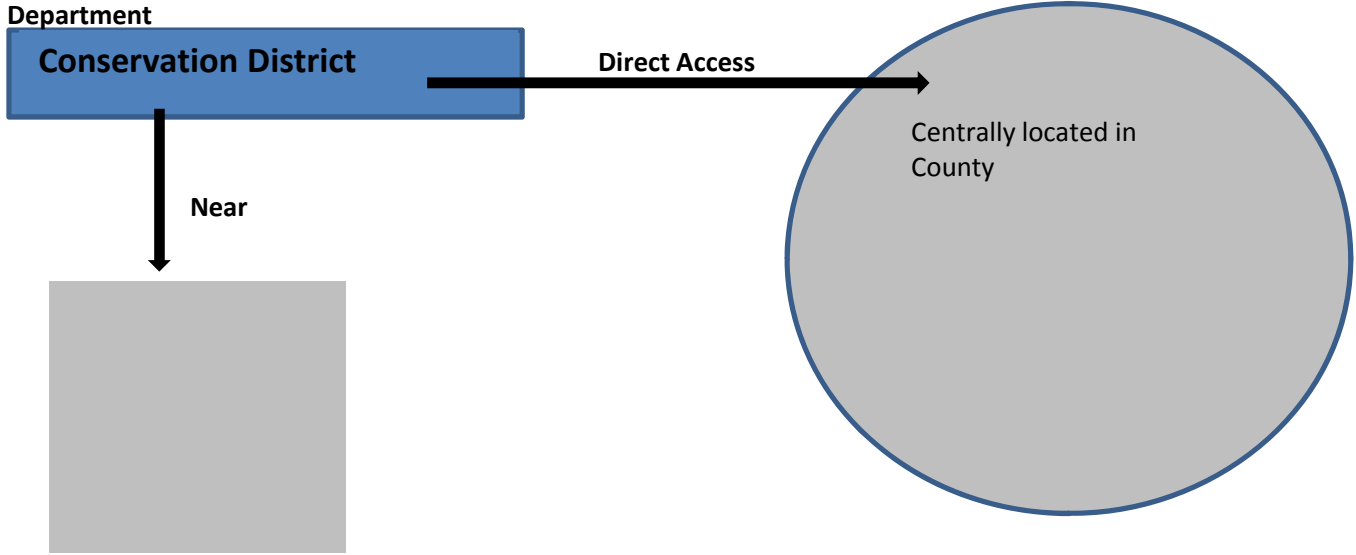 Department
Conservation District
Direct Access
Centrally located in
County
Near